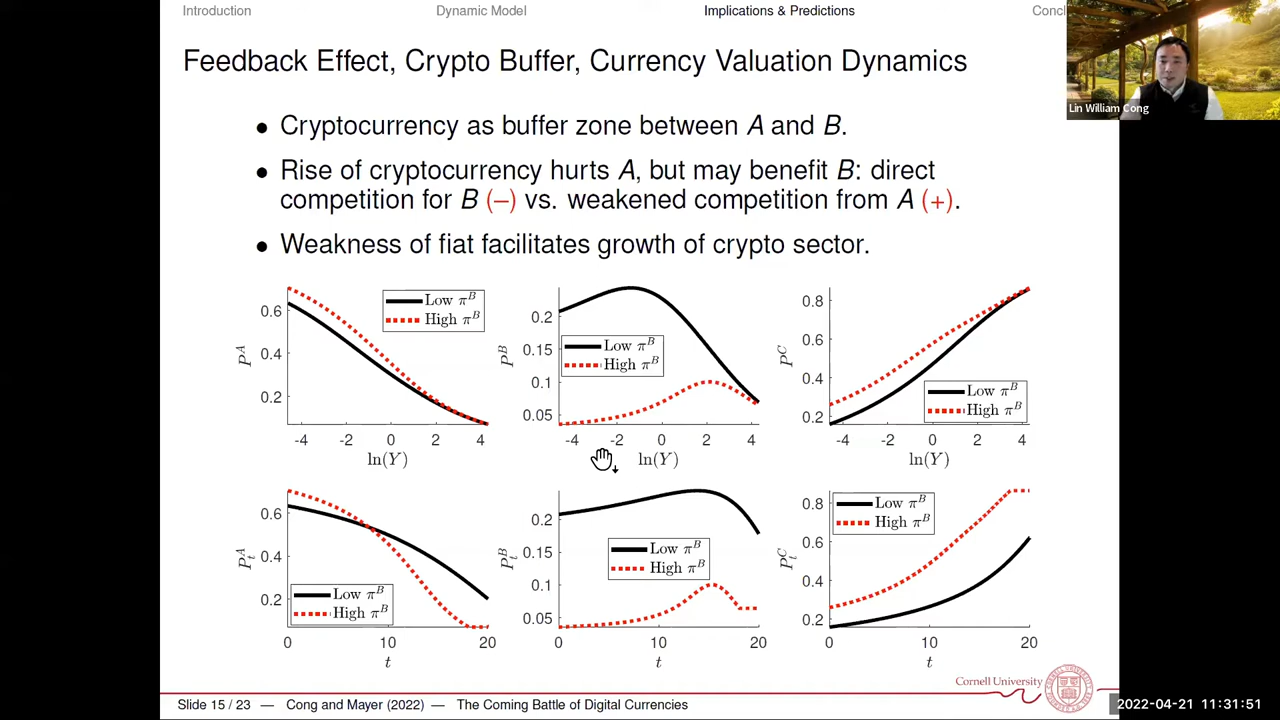 Introduction Dynamic Model Implications & Predictions
Feedback Effect, Crypto Buffer, Currency Valuation Dynamics
Lin William Cong
• Cryptocurrency as buffer zone between A and B.
• Rise of cryptocurrency hurts A, but may benefit B: direct
competition for B (–) vs. weakened competition from A (+).
• Weakness of fiat facilitates growth of crypto sector.
P^A
0.6
0.4
0.2
Low π^B
High π^B
-4 -2 0 2 4
ln(Y)
P^B
0.2
0.15
0.1
0.05
Low π^B
High π^B
-4 -2 0 2 4
ln(Y)
P^C
0.8
0.6
0.4
0.2
Low π^B
High π^B
-4 -2 0 2 4
ln(Y)
P_t^A
0.6
0.4
0.2
Low π^B
High π^B
0 10 20
t
P_t^B
0.2
0.15
0.1
0.05
Low π^B
High π^B
0 10 20
t
P_t^C
0.8
0.6
0.4
0.2
Low π^B
High π^B
0 10 20
t
Cornell University
Slide 15 / 23 — Cong and Mayer (2022) — The Coming Battle of Digital Currencies
2022-04-21 11:31:51